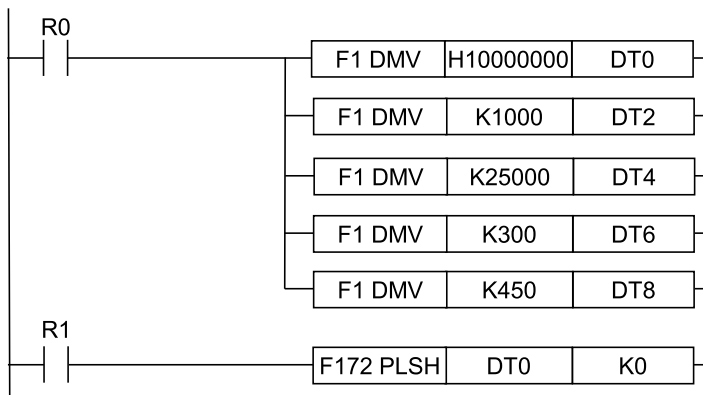 R0
F1 DMV H10000000 DT0
F1 DMV K1000 DT2
F1 DMV K25000 DT4
F1 DMV K300 DT6
F1 DMV K450 DT8
R1
F172 PLSH DT0 K0